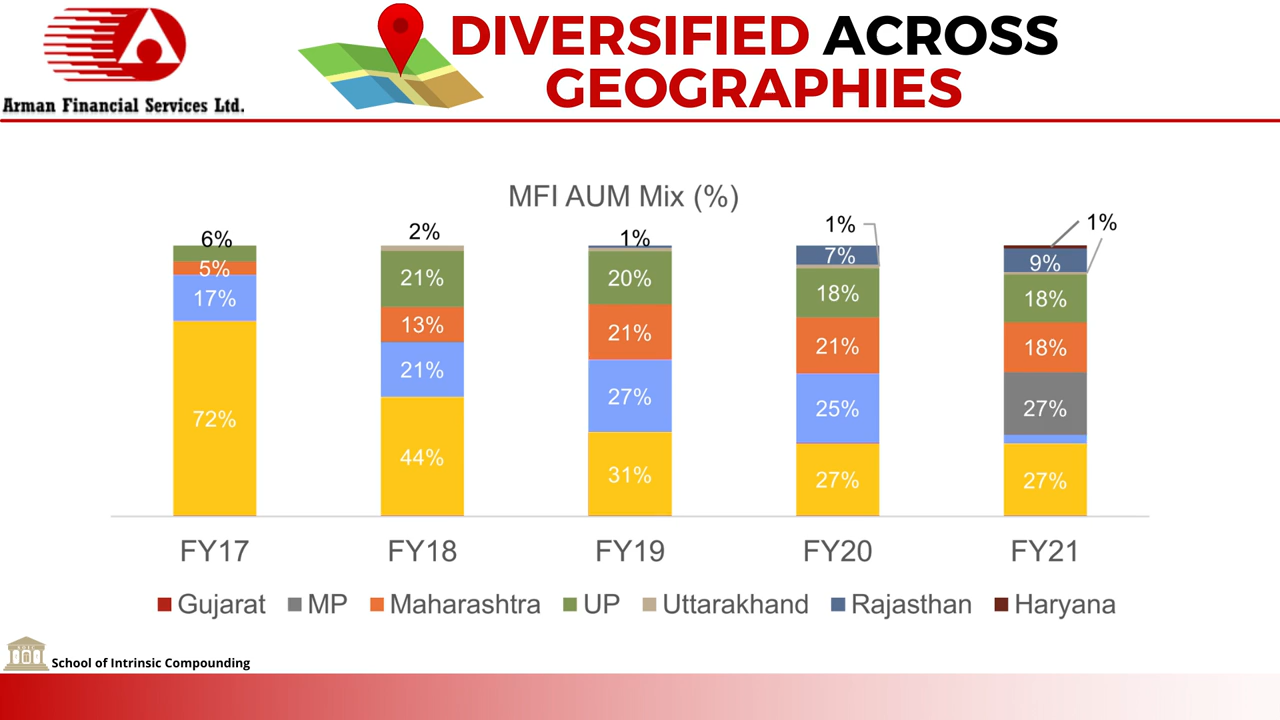 Arman Financial Services Ltd.
DIVERSIFIED ACROSS
GEOGRAPHIES
MFI AUM Mix (%)
6% 2% 1% 1% 1%
5% 7% 9%
17% 21% 20% 18% 18%
13% 21% 21% 18%
21% 27% 25% 27%
72% 44% 31% 27% 27%
FY17 FY18 FY19 FY20 FY21
Gujarat MP Maharashtra UP Uttarakhand Rajasthan Haryana
School of Intrinsic Compounding